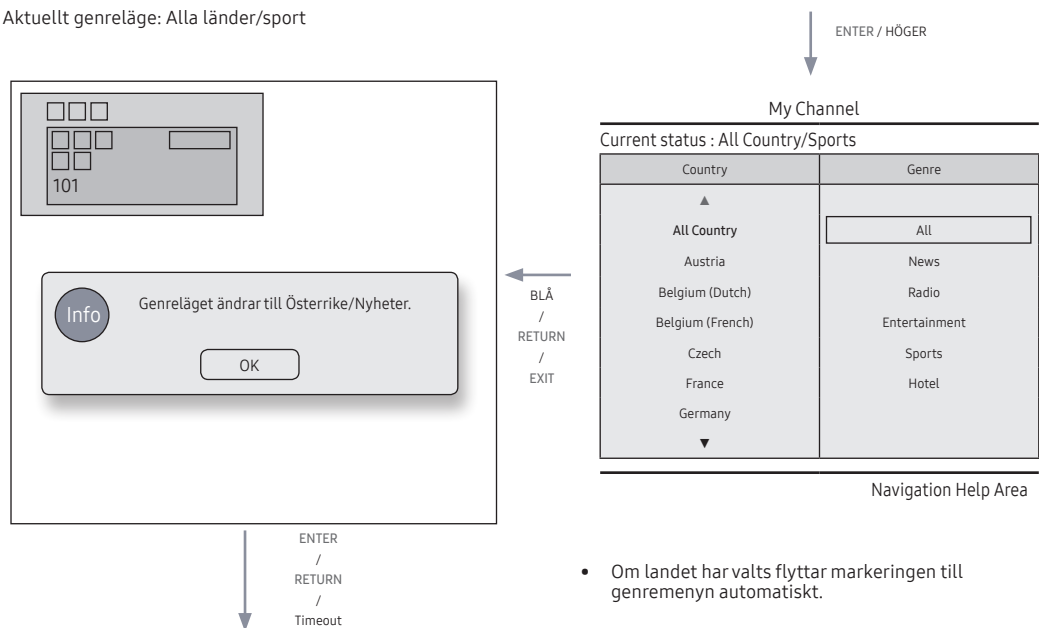 Aktuellt genreläge: Alla länder/sport
101
Info
Genreläget ändrar till Österrike/Nyheter.
OK
ENTER
/
RETURN
/
Timeout
BLÅ
/
RETURN
/
EXIT
ENTER / HÖGER
My Channel
Current status : All Country/Sports
Country Genre
▲
All Country All
Austria News
Belgium (Dutch) Radio
Belgium (French) Entertainment
Czech Sports
France Hotel
Germany
▼
Navigation Help Area
• Om landet har valts flyttar markeringen till
genremenyn automatiskt.